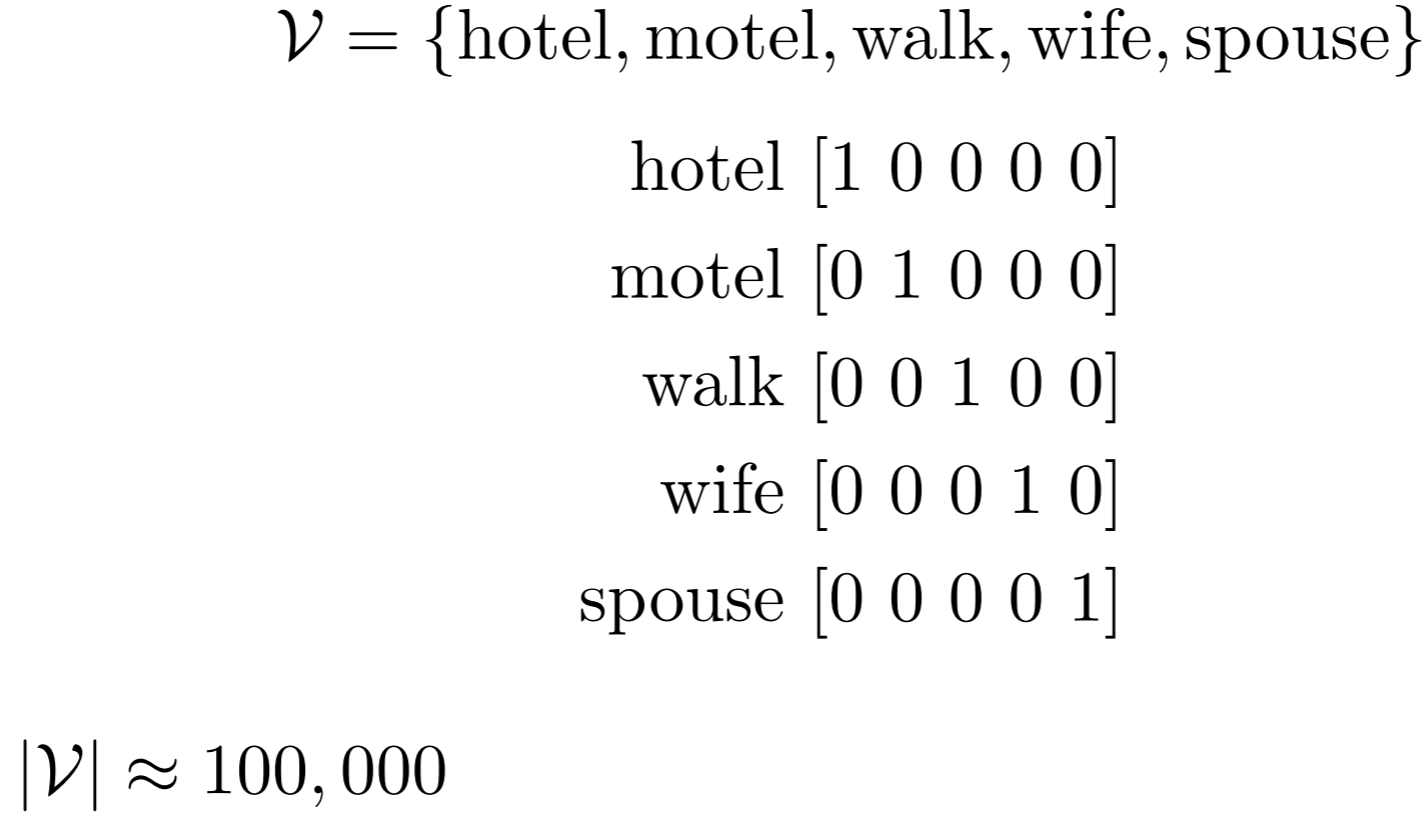 𝒱 = {hotel, motel, walk, wife, spouse}
hotel [1 0 0 0 0]
motel [0 1 0 0 0]
walk [0 0 1 0 0]
wife [0 0 0 1 0]
spouse [0 0 0 0 1]
|𝒱| ≈ 100, 000